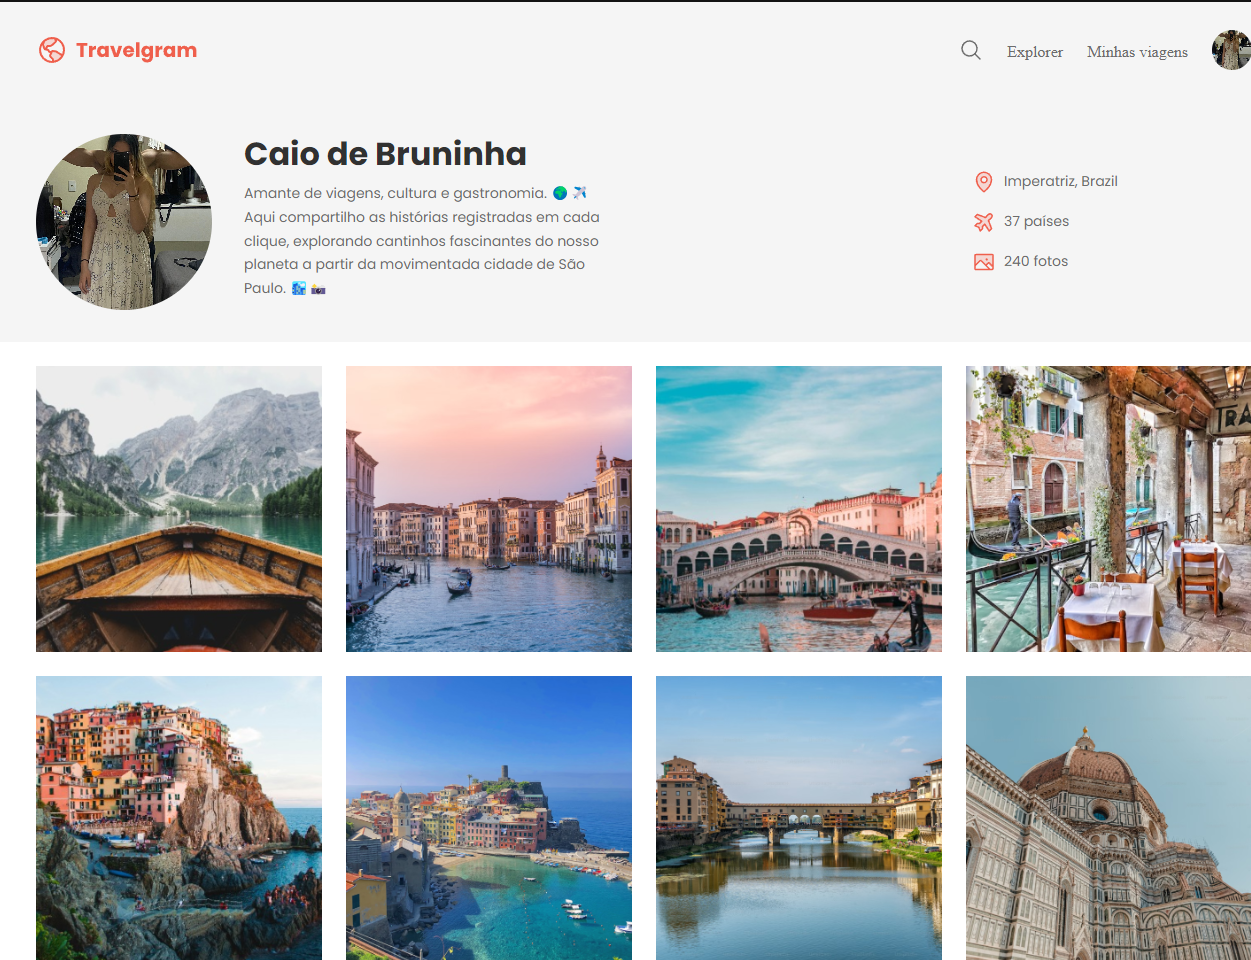 Travelgram
Explorer
Minhas viagens
Caio de Bruninha
Amante de viagens, cultura e gastronomia. 🌍 ✈️
Aqui compartilho as histórias registradas em cada
clique, explorando cantinhos fascinantes do nosso
planeta a partir da movimentada cidade de São
Paulo. 🏙️ 📸
Imperatriz, Brazil
37 países
240 fotos